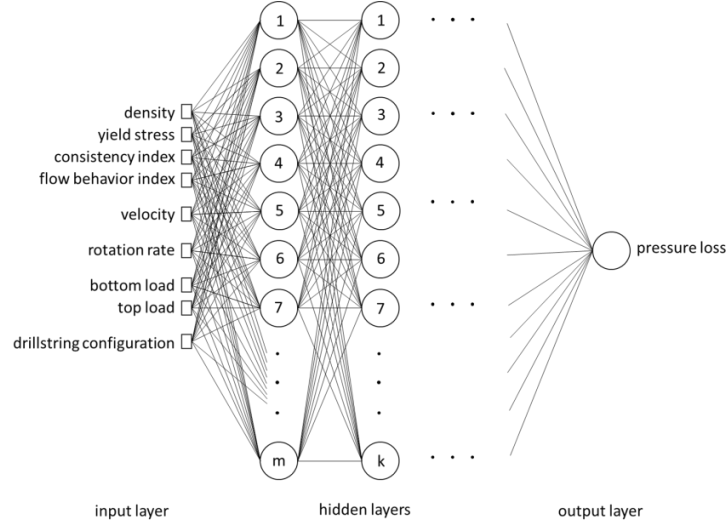 density
yield stress
consistency index
flow behavior index
velocity
rotation rate
bottom load
top load
drillstring configuration
1
2
3
4
5
6
7
m
1
2
3
4
5
6
7
k
pressure loss
input layer
hidden layers
output layer